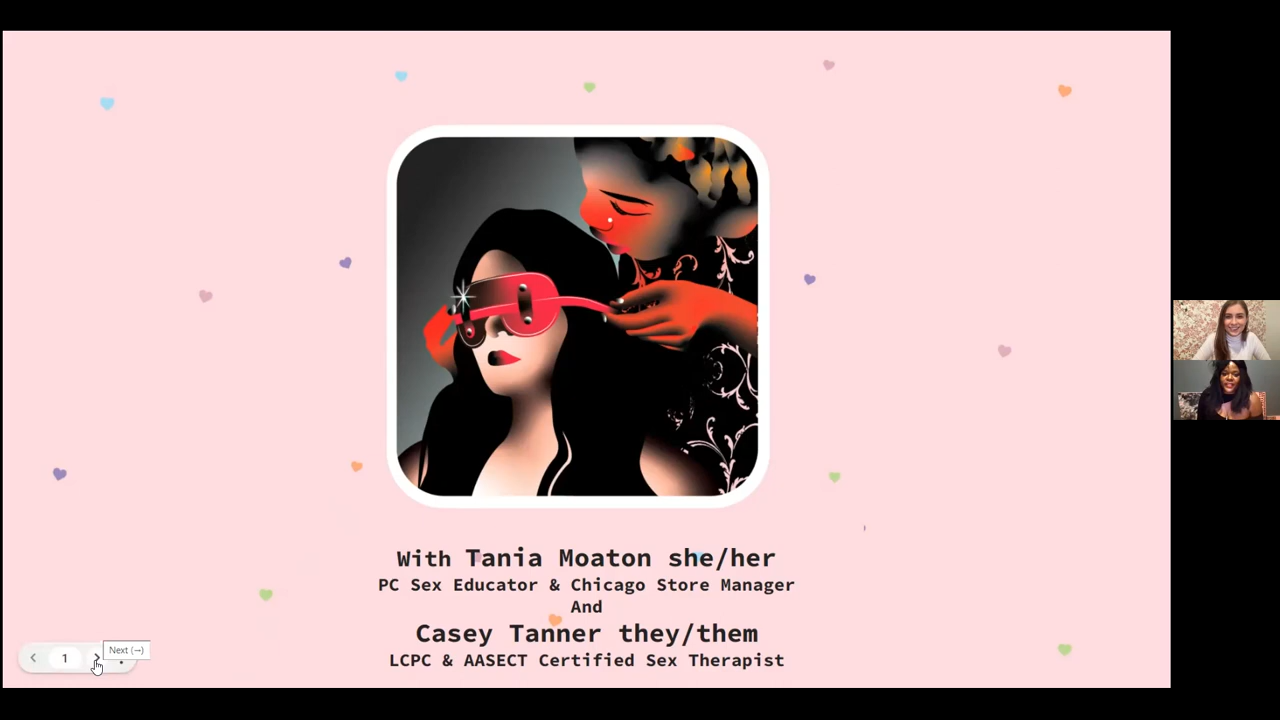 With Tania Moaton she/her
PC Sex Educator & Chicago Store Manager
And
Casey Tanner they/them
LCPC & AASECT Certified Sex Therapist
Next (→)
1